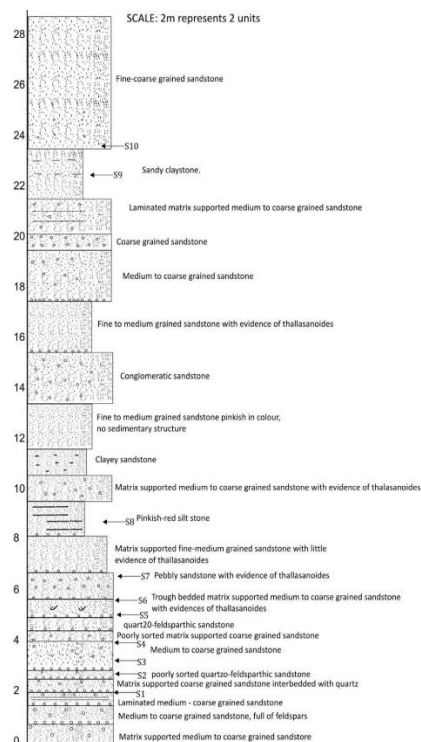 SCALE: 2m represents 2 units
28
Fine-coarse grained sandstone
26
24
S10
S9
Sandy claystone.
22
Laminated matrix supported medium to coarse grained sandstone
20
Coarse grained sandstone
Medium to coarse grained sandstone
18
Fine to medium grained sandstone with evidence of thallasanoides
16
Conglomeratic sandstone
14
Fine to medium grained sandstone pinkish in colour,
no sedimentary structure
12
Clayey sandstone
10
Matrix supported medium to coarse grained sandstone with evidence of thalasanoides
S8
Pinkish-red silt stone
8
Matrix supported fine-medium grained sandstone with little
evidence of thallasanoides
S7
Pebbly sandstone with evidence of thallasanoides
6
S6
Trough bedded matrix supported medium to coarse grained sandstone
with evidences of thallasanoides
S5
quart20-feldsparthic sandstone
Poorly sorted matrix supported coarse grained sandstone
4
S4
Medium to coarse grained sandstone
S3
S2
poorly sorted quartzo-feldsparthic sandstone
Matrix supported coarse grained sandstone interbedded with quartz
2
S1
Laminated medium - coarse grained sandstone
Medium to coarse grained sandstone, full of feldspars
0
Matrix supported medium to coarse grained sandstone